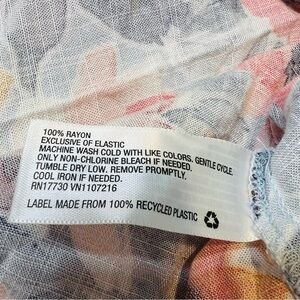 100% RAYON
EXCLUSIVE OF ELASTIC
MACHINE WASH COLD WITH LIKE COLORS. GENTLE CYCLE.
ONLY NON-CHLORINE BLEACH IF NEEDED.
TUMBLE DRY LOW. REMOVE PROMPTLY.
COOL IRON IF NEEDED.
RN17730 VN1107216
LABEL MADE FROM 100% RECYCLED PLASTIC